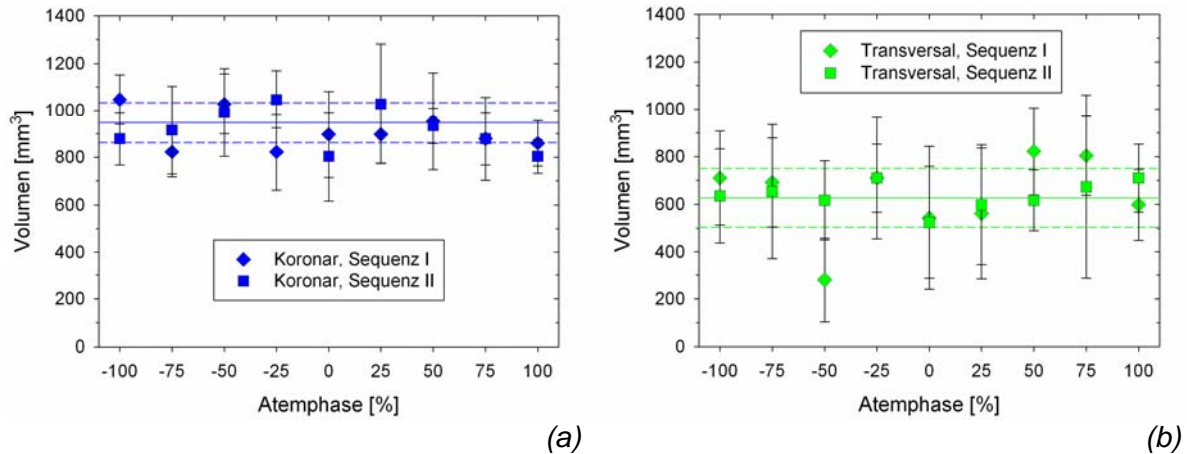 1400
1200
1000
800
600
400
200
0
Volumen [mm³]
Koronar, Sequenz I
Koronar, Sequenz II
-100 -75 -50 -25 0 25 50 75 100
Atemphase [%]
(a)
1400
1200
1000
800
600
400
200
0
Volumen [mm³]
Transversal, Sequenz I
Transversal, Sequenz II
-100 -75 -50 -25 0 25 50 75 100
Atemphase [%]
(b)